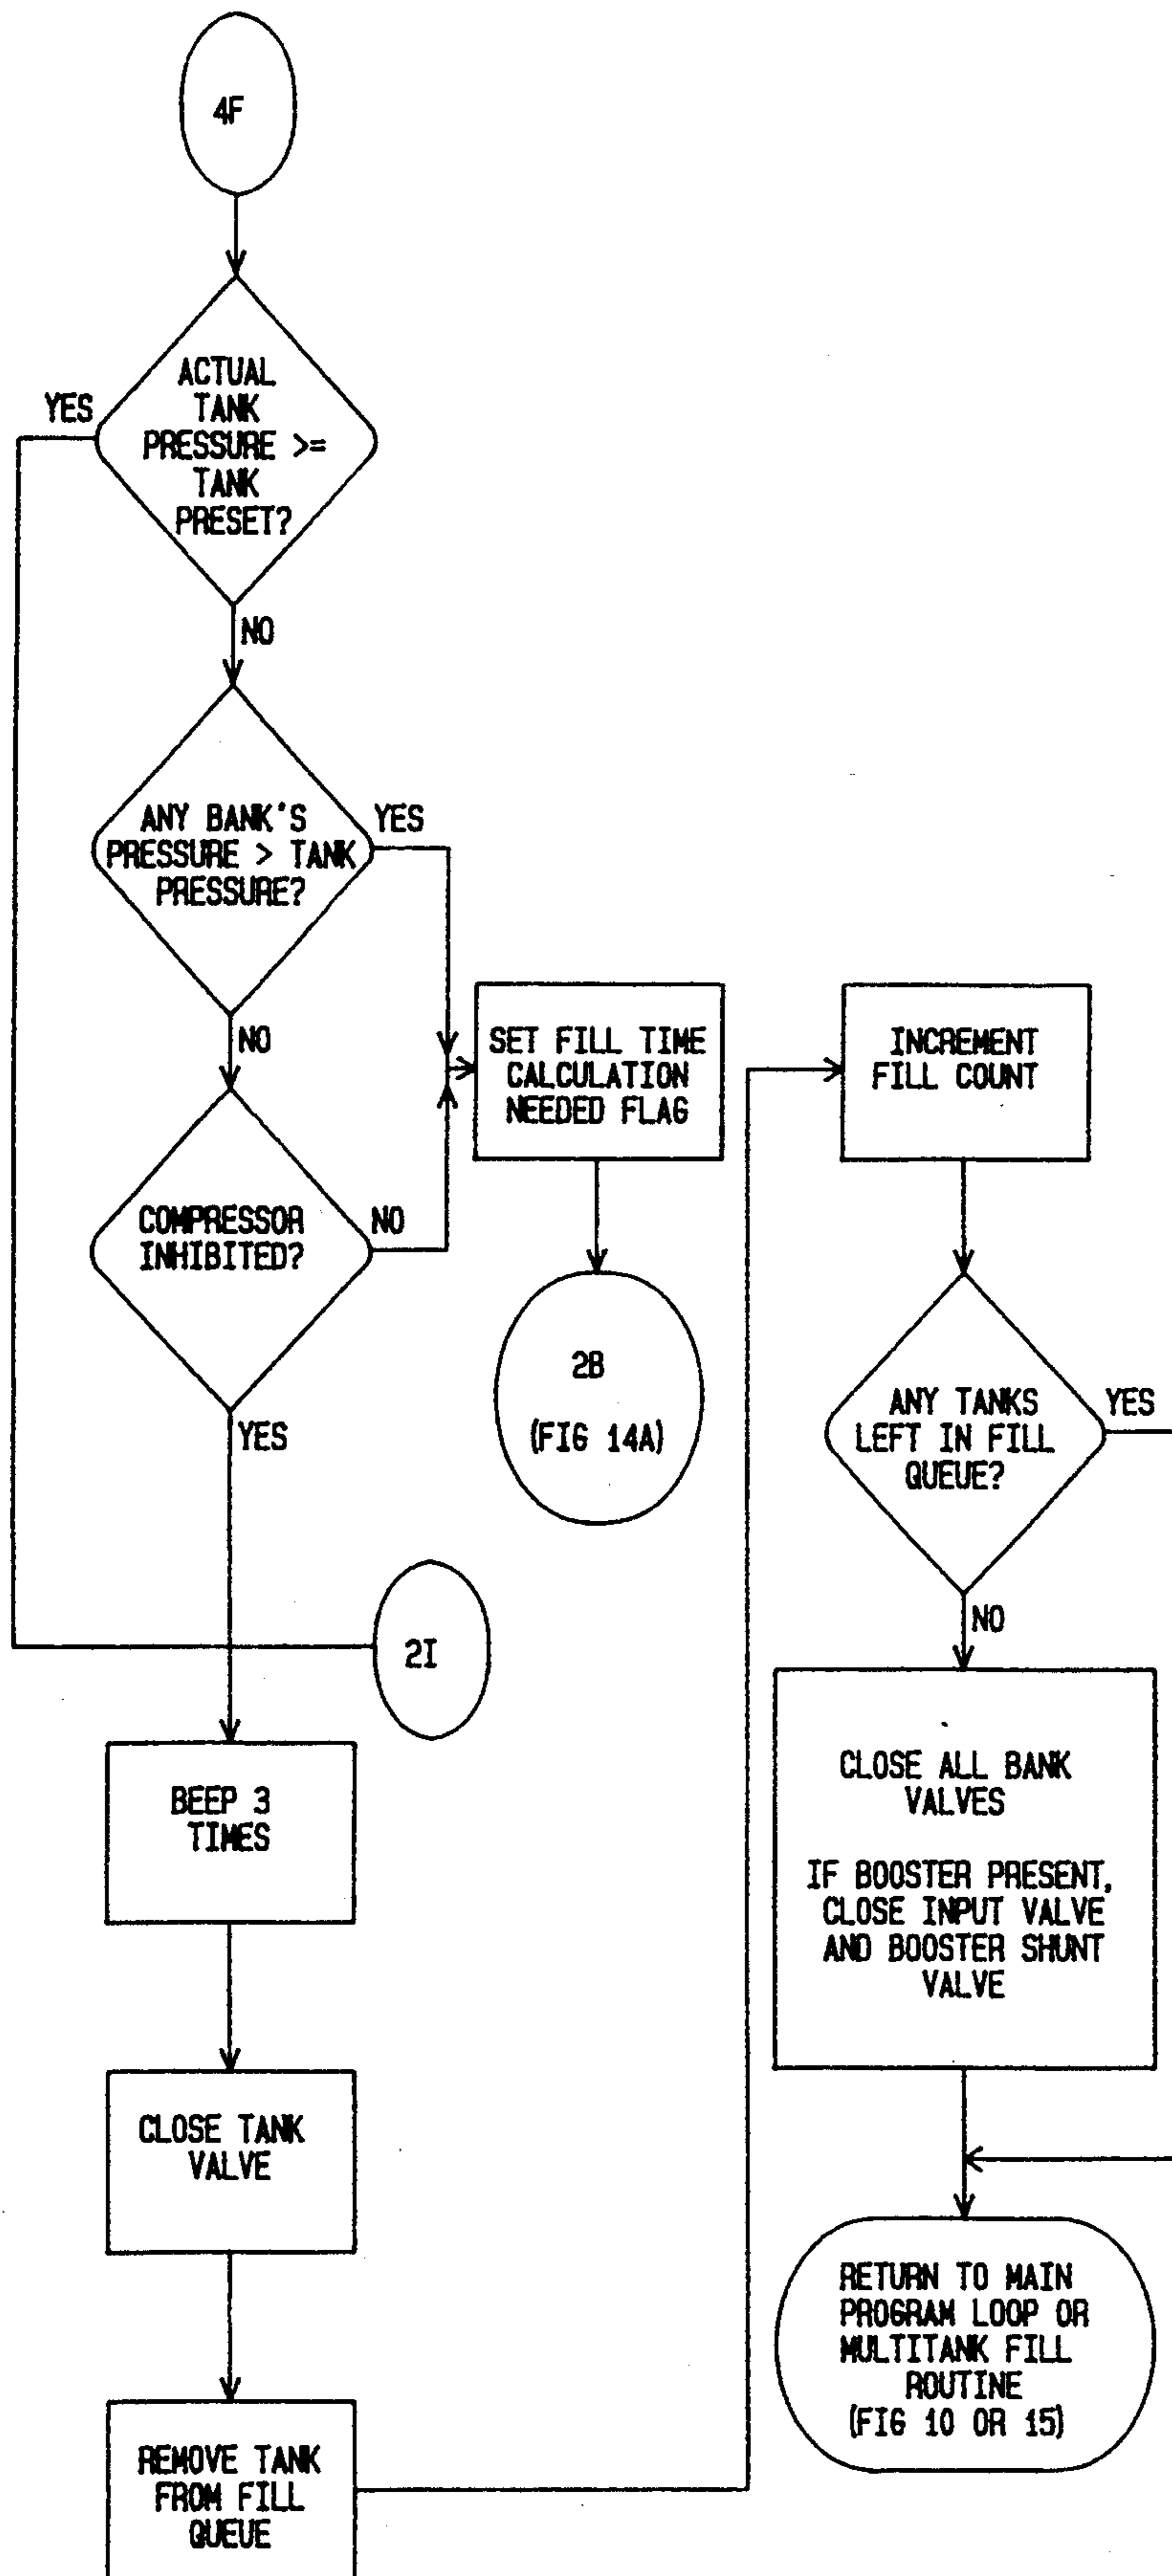 4F
ACTUAL
TANK
PRESSURE >=
TANK
PRESET?
YES
NO
ANY BANK'S
PRESSURE > TANK
PRESSURE?
YES
NO
COMPRESSOR
INHIBITED?
NO
YES
SET FILL TIME
CALCULATION
NEEDED FLAG
2B
(FIG 14A)
2I
BEEP 3
TIMES
CLOSE TANK
VALVE
REMOVE TANK
FROM FILL
QUEUE
INCREMENT
FILL COUNT
ANY TANKS
LEFT IN FILL
QUEUE?
YES
NO
CLOSE ALL BANK
VALVES
IF BOOSTER PRESENT,
CLOSE INPUT VALVE
AND BOOSTER SHUNT
VALVE
RETURN TO MAIN
PROGRAM LOOP OR
MULTITANK FILL
ROUTINE
(FIG 10 OR 15)